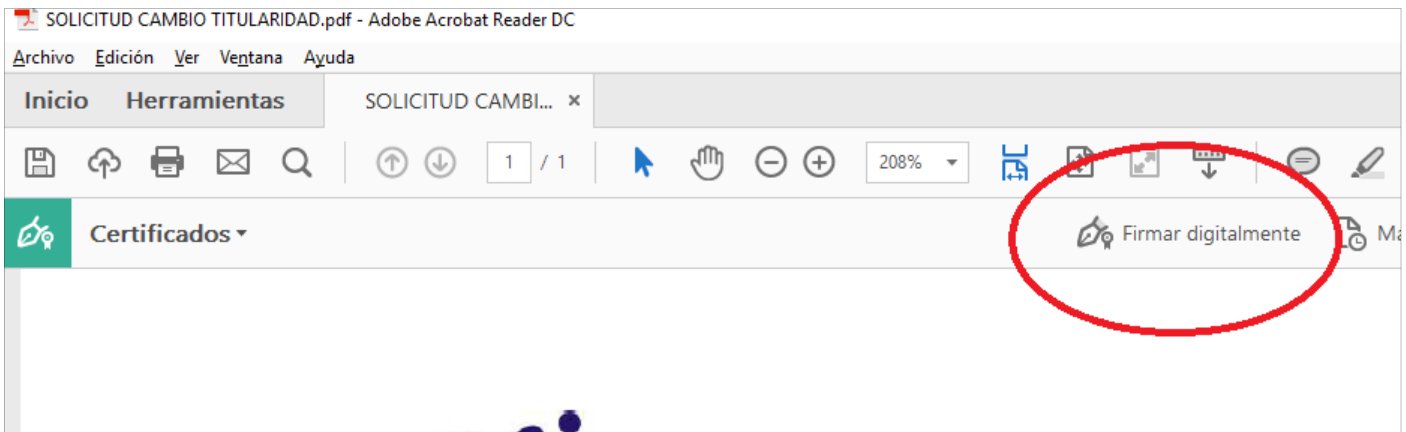 SOLICITUD CAMBIO TITULARIDAD.pdf - Adobe Acrobat Reader DC
Archivo Edición Ver Ventana Ayuda
Inicio Herramientas SOLICITUD CAMBI... ×
1 / 1 208%
Certificados Firmar digitalmente Ma